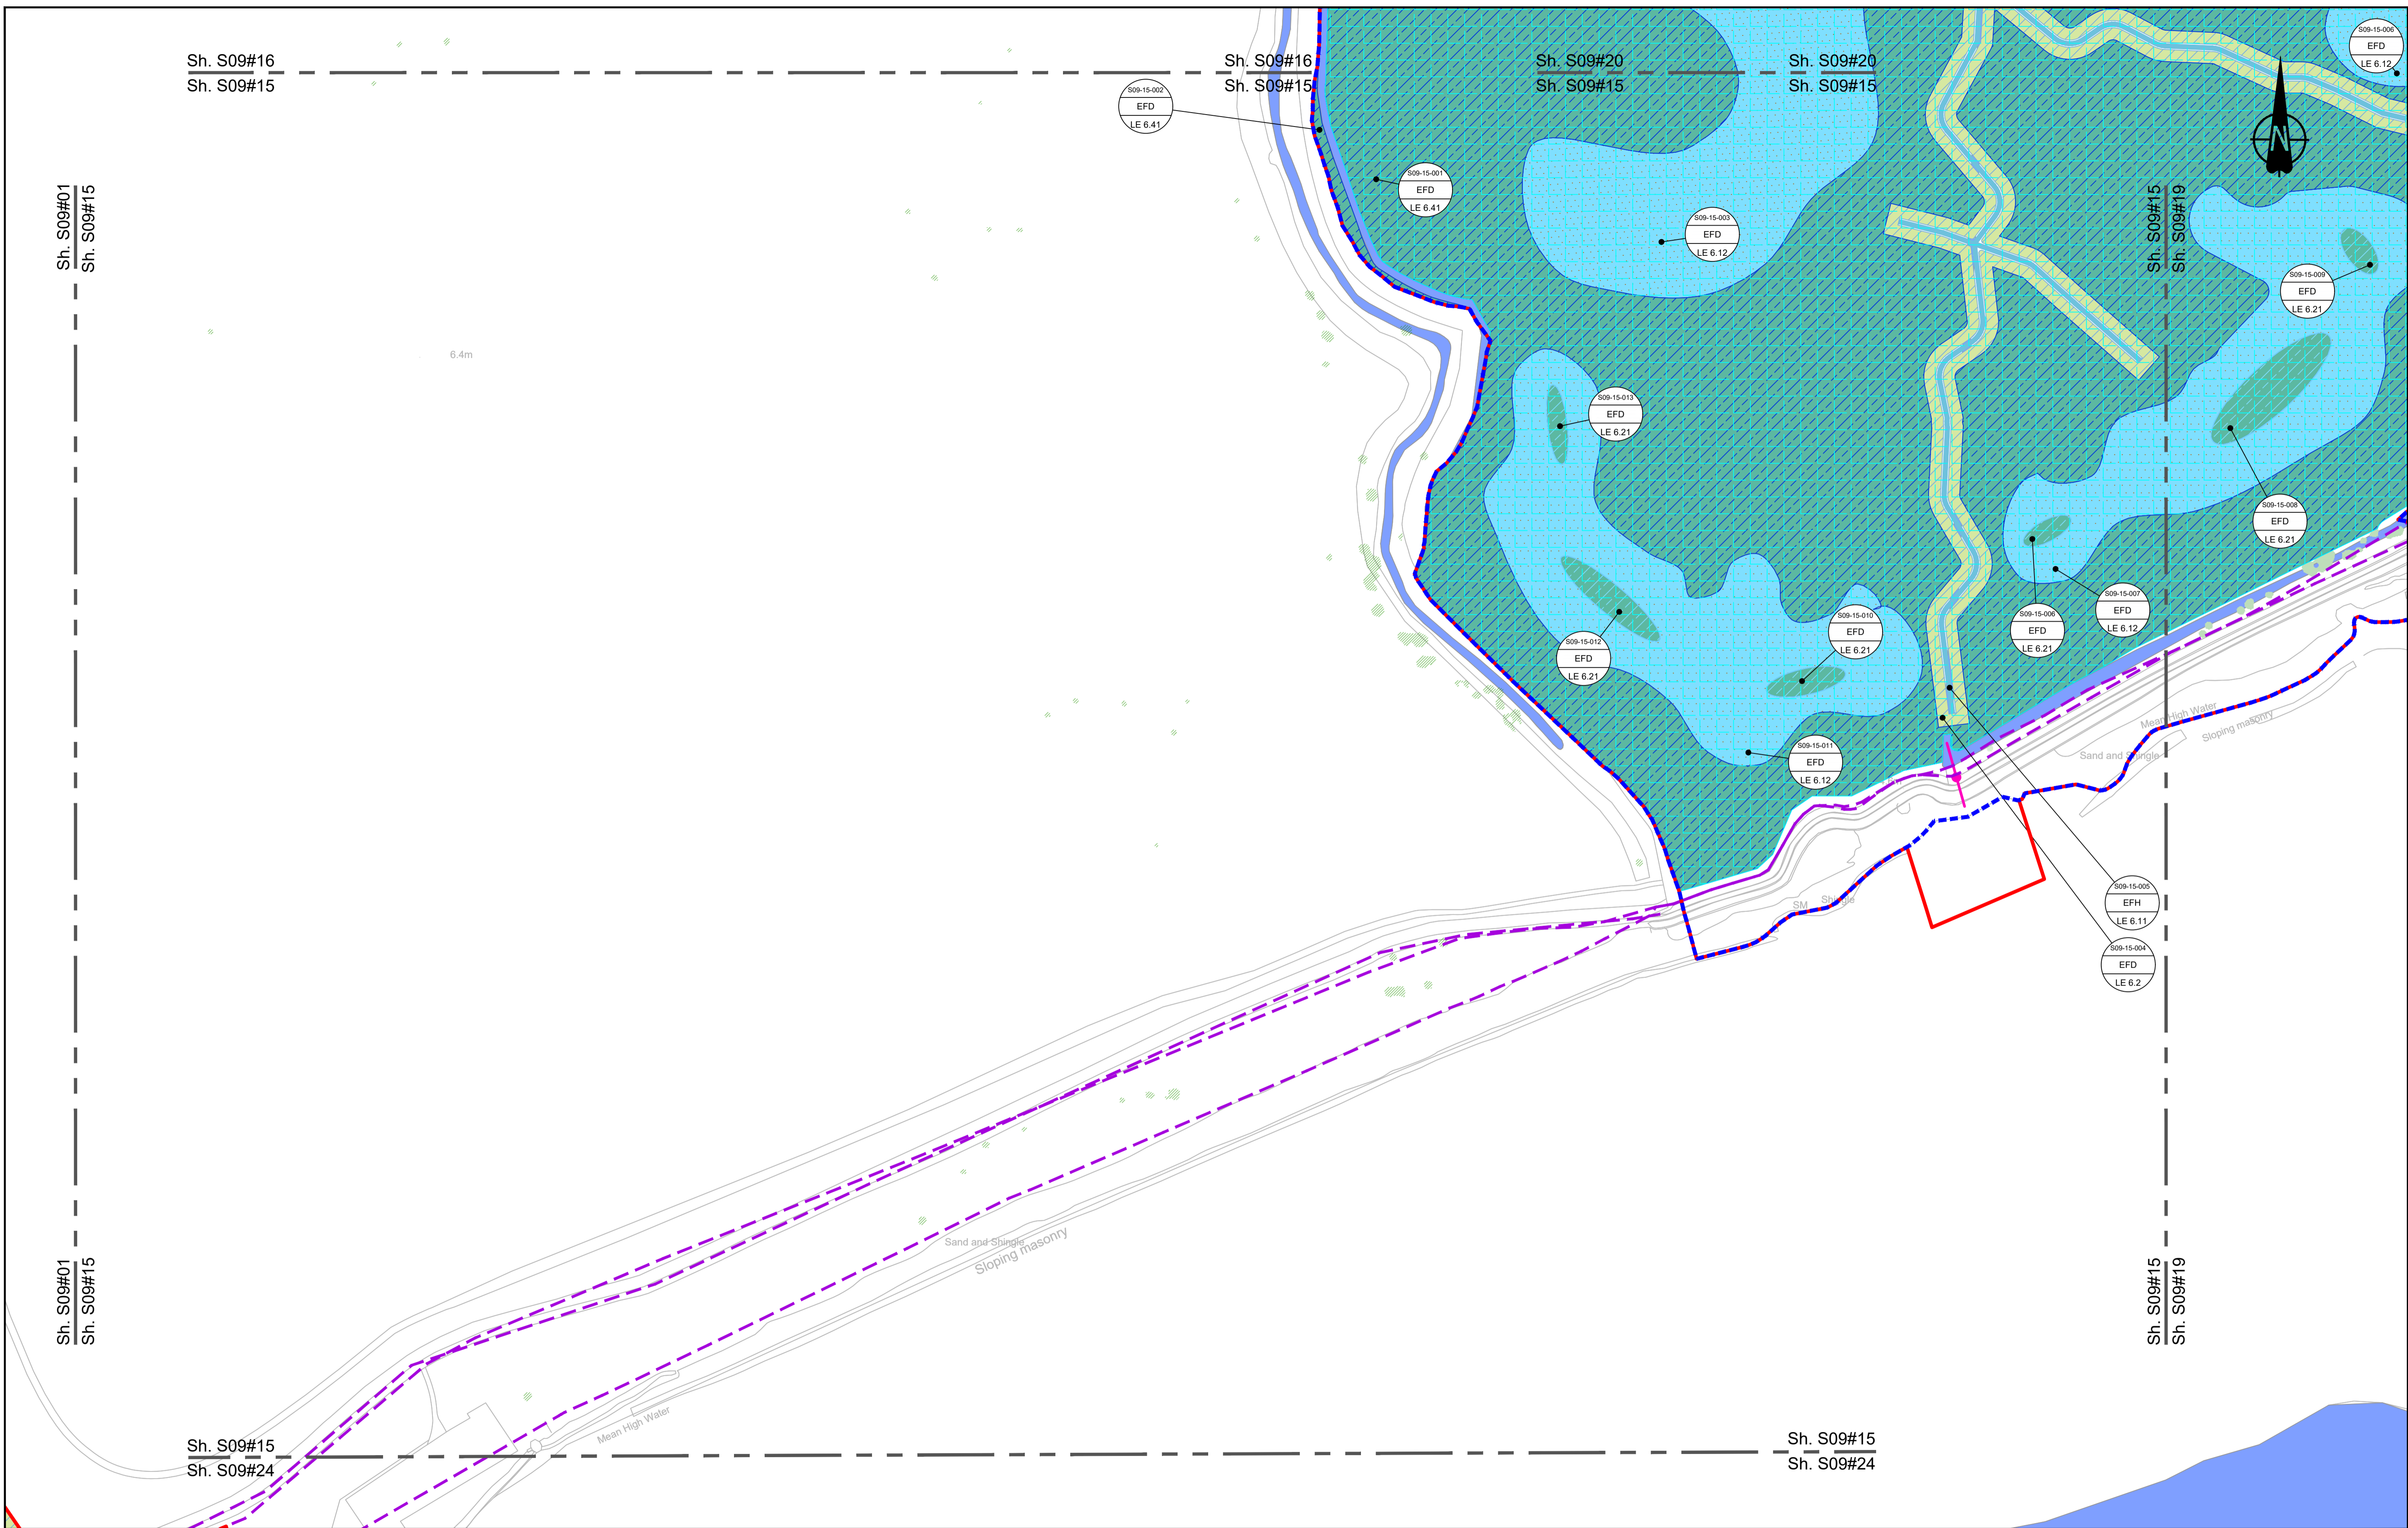 Sh. S09#16
Sh. S09#15
Sh. S09#16
Sh. S09#15
Sh. S09#20
Sh. S09#15
Sh. S09#20
Sh. S09#15
S09-15-006
EFD
LE 6.12
S09-15-002
EFD
LE 6.41
S09-15-001
EFD
LE 6.41
S09-15-003
EFD
LE 6.12
N
Sh. S09#01
Sh. S09#15
Sh. S09#15
Sh. S09#19
S09-15-009
EFD
LE 6.21
6.4m
S09-15-013
EFD
LE 6.21
S09-15-008
EFD
LE 6.21
S09-15-007
EFD
LE 6.12
S09-15-006
EFD
LE 6.21
S09-15-010
EFD
LE 6.21
S09-15-012
EFD
LE 6.21
S09-15-011
EFD
LE 6.12
Mean High Water
Sloping masonry
Sand and Shingle
SM
Shingle
S09-15-005
EFH
LE 6.11
S09-15-004
EFD
LE 6.2
Sand and Shingle
Sloping masonry
Sh. S09#01
Sh. S09#15
Sh. S09#15
Sh. S09#19
Mean High Water
Sh. S09#15
Sh. S09#24
Sh. S09#15
Sh. S09#24